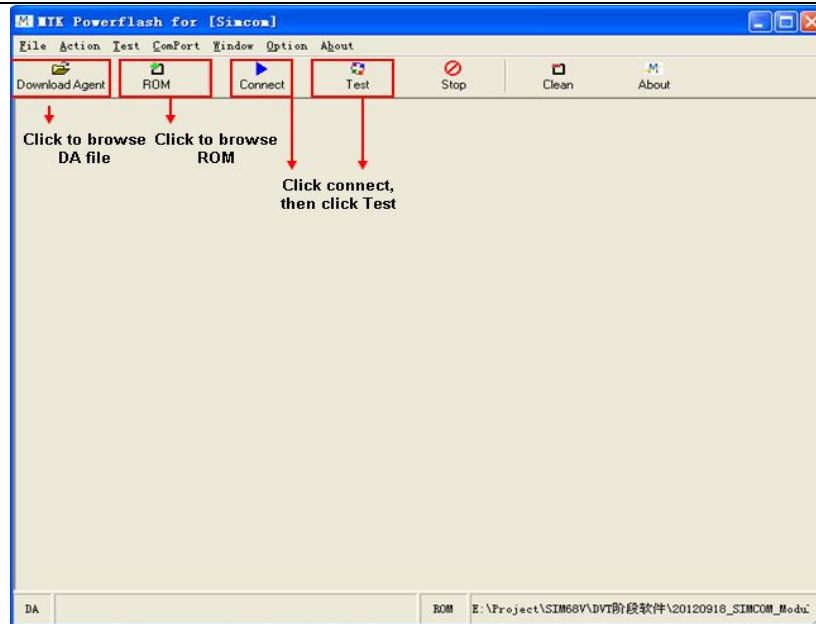 MTK Powerflash for [Simcom]
File Action Test ComPort Window Option About
Download Agent ROM Connect Test Stop Clean About
Click to browse DA file
Click to browse ROM
Click connect,
then click Test
DA ROM E:\Project\SIM68V\DVT阶段软件\20120918_SIMCOM_Modul